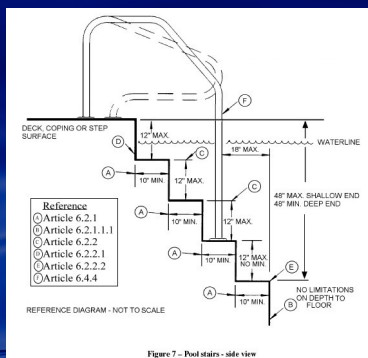 F
DECK, COPING OR STEP
SURFACE
12" MAX.
WATERLINE
18" MAX.
D
C
A
10" MIN.
12" MAX.
C
48" MAX. SHALLOW END
48" MIN. DEEP END
A
10" MIN.
12" MAX.
Reference
A Article 6.2.1
B Article 6.2.1.1.1
C Article 6.2.2
D Article 6.2.2.1
E Article 6.2.2.2
F Article 6.4.4
A
10" MIN.
12" MAX.
NO MIN.
E
A
10" MIN.
B
NO LIMITATIONS
ON DEPTH TO
FLOOR
REFERENCE DIAGRAM - NOT TO SCALE
Figure 7 – Pool stairs - side view